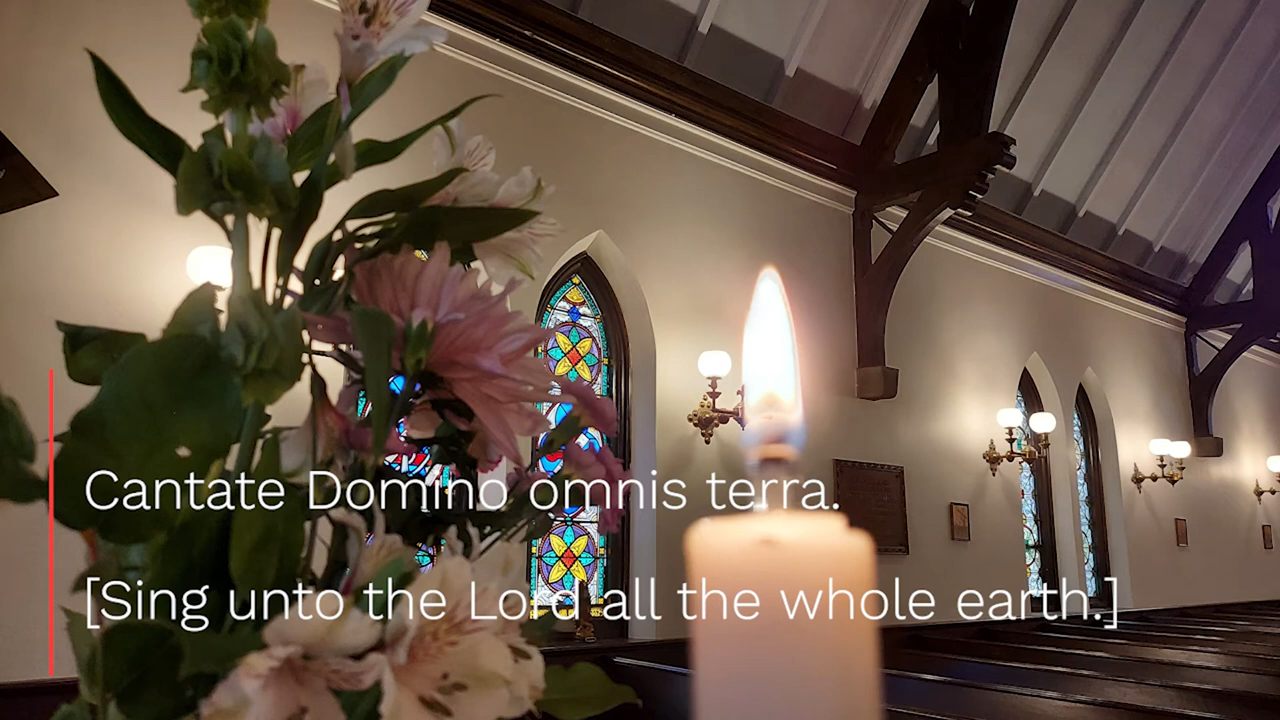 Cantate Domino omnis terra.
[Sing unto the Lord all the whole earth.]